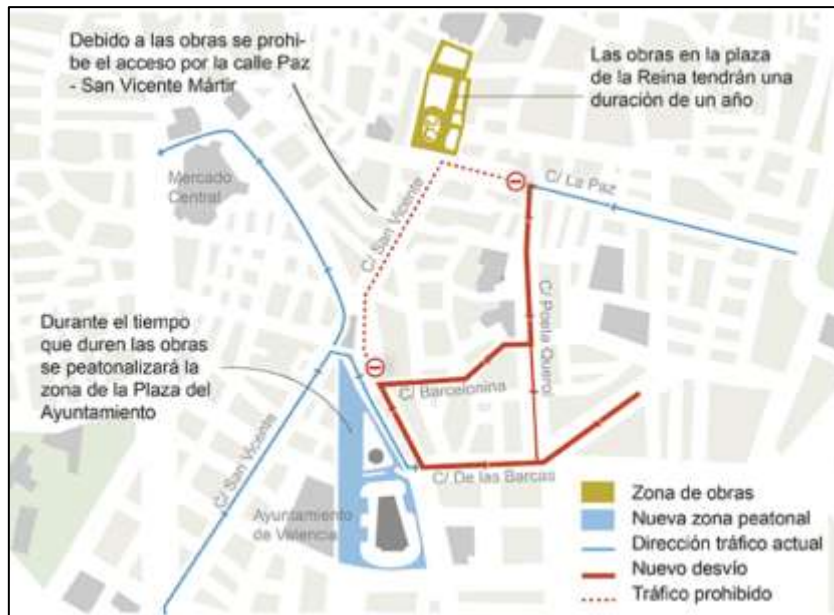 Debido a las obras se prohi-
be el acceso por la calle Paz
- San Vicente Mártir
Las obras en la plaza
de la Reina tendrán una
duración de un año
Mercado
Central
C/ La Paz
C/ San Vicente
C/ Poeta Querol
Durante el tiempo
que duren las obras
se peatonalizará la
zona de la Plaza del
Ayuntamiento
C/ Barcelonina
C/ San Vicente
C/ De las Barcas
Ayuntamiento
de Valencia
Zona de obras
Nueva zona peatonal
Dirección tráfico actual
Nuevo desvío
Tráfico prohibido